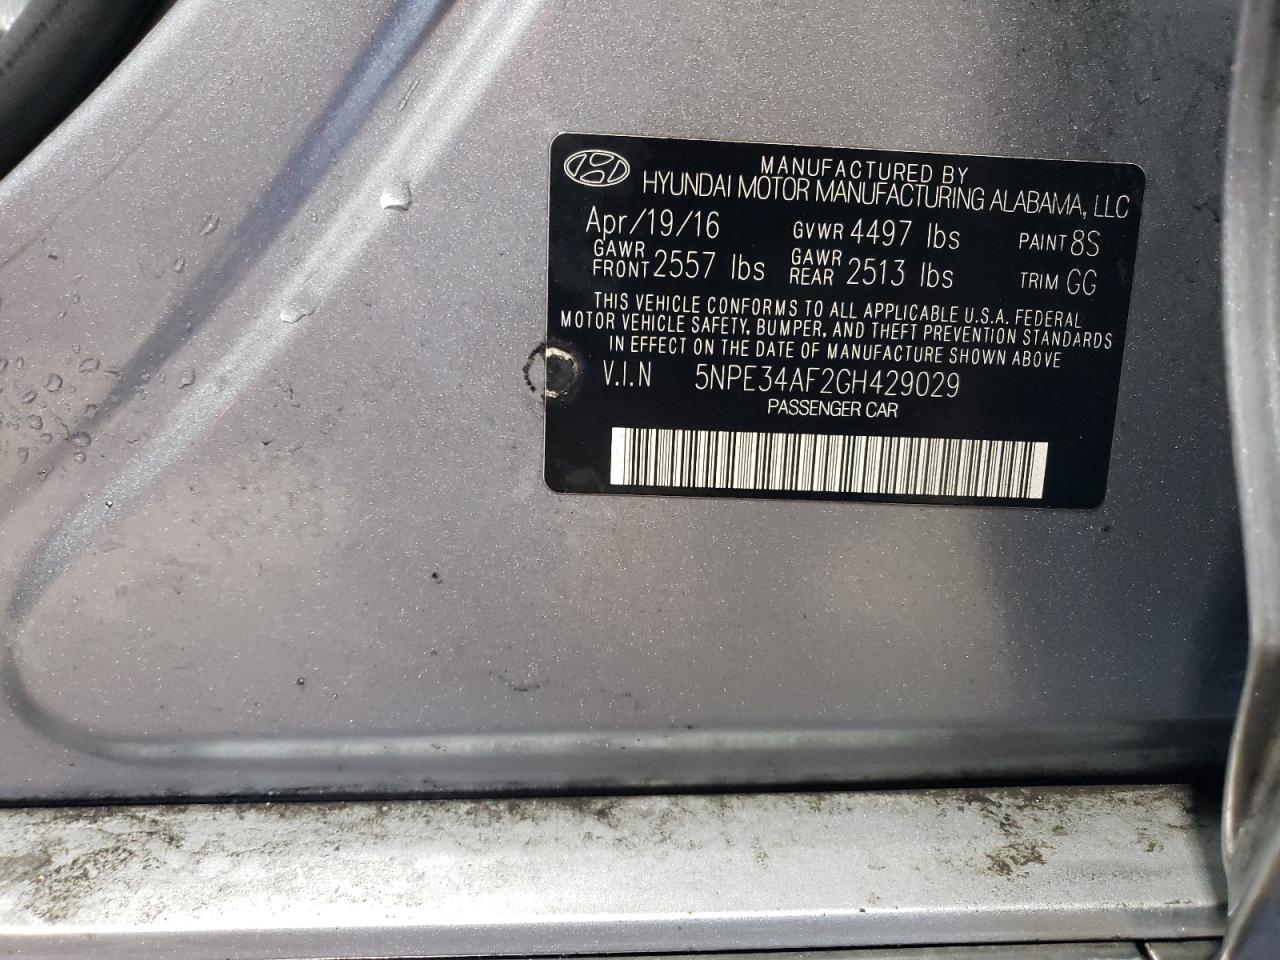 MANUFACTURED BY
HYUNDAI MOTOR MANUFACTURING ALABAMA, LLC
Apr/19/16 GVWR 4497 lbs PAINT 8S
GAWR FRONT 2557 lbs GAWR REAR 2513 lbs TRIM GG
THIS VEHICLE CONFORMS TO ALL APPLICABLE U.S.A. FEDERAL
MOTOR VEHICLE SAFETY, BUMPER, AND THEFT PREVENTION STANDARDS
IN EFFECT ON THE DATE OF MANUFACTURE SHOWN ABOVE
V.I.N 5NPE34AF2GH429029
PASSENGER CAR